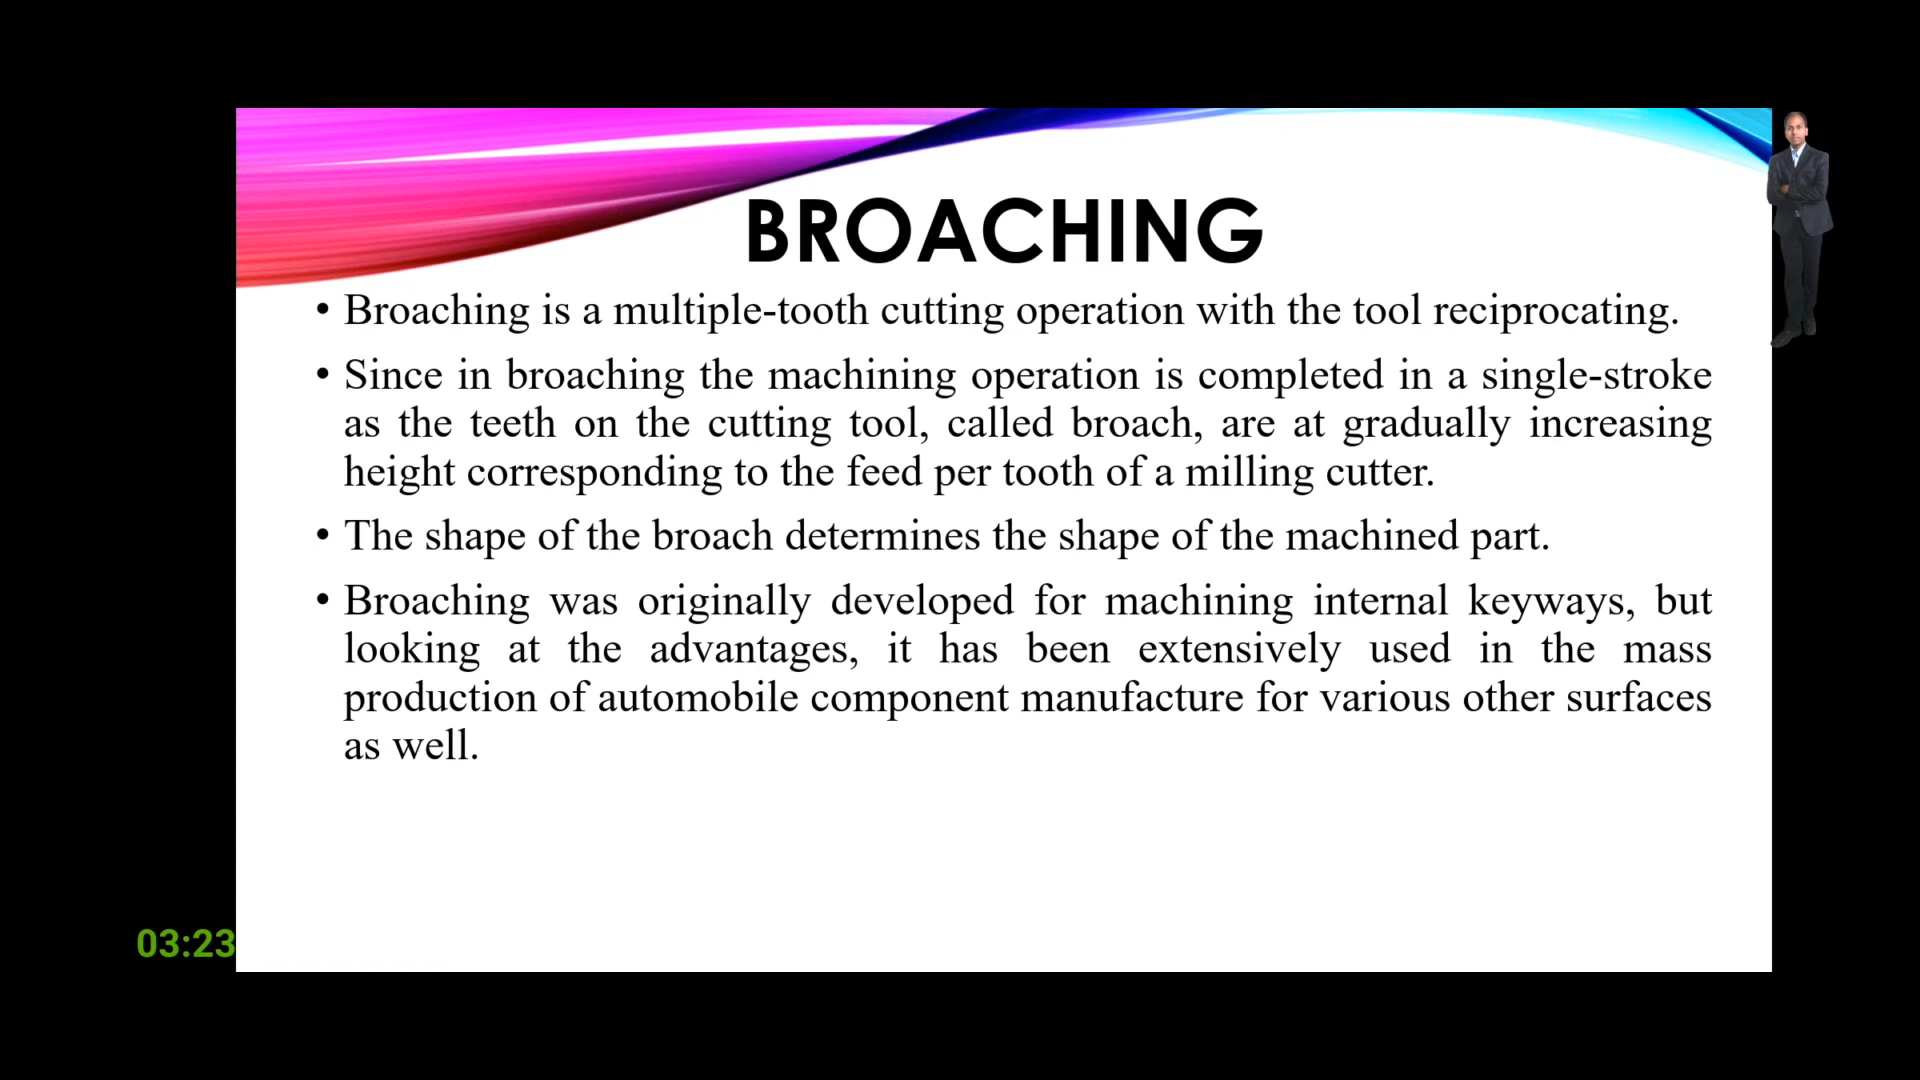 BROACHING
• Broaching is a multiple-tooth cutting operation with the tool reciprocating.
• Since in broaching the machining operation is completed in a single-stroke
as the teeth on the cutting tool, called broach, are at gradually increasing
height corresponding to the feed per tooth of a milling cutter.
• The shape of the broach determines the shape of the machined part.
• Broaching was originally developed for machining internal keyways, but
looking at the advantages, it has been extensively used in the mass
production of automobile component manufacture for various other surfaces
as well.
03:23